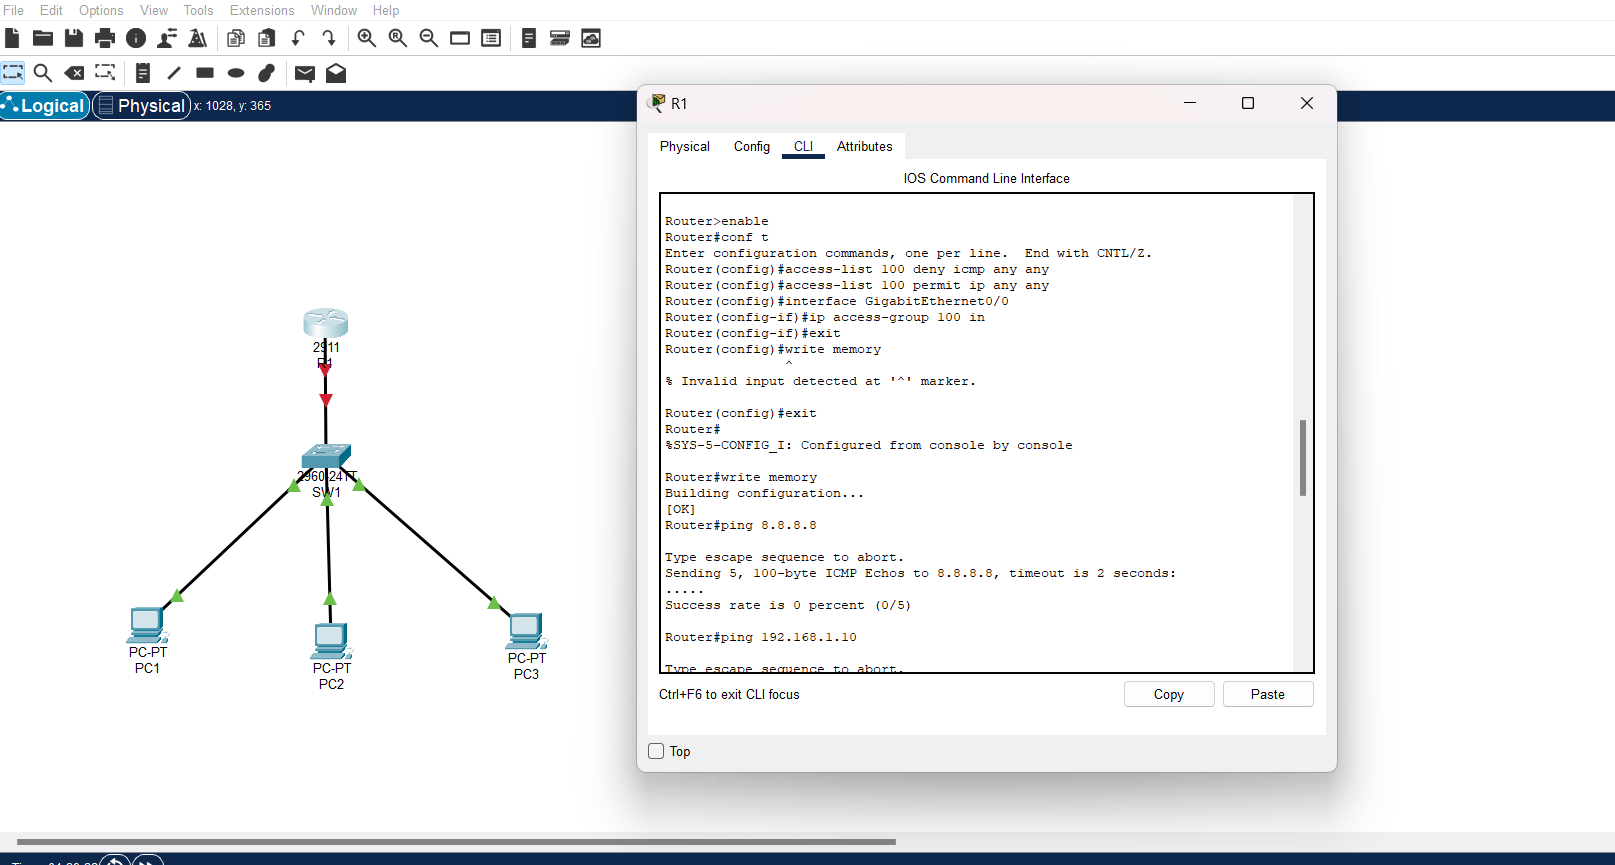 File Edit Options View Tools Extensions Window Help
Logical Physical x: 1028, y: 365
R1
Physical Config CLI Attributes
IOS Command Line Interface
Router>enable
Router#conf t
Enter configuration commands, one per line.  End with CNTL/Z.
Router(config)#access-list 100 deny icmp any any
Router(config)#access-list 100 permit ip any any
Router(config)#interface GigabitEthernet0/0
Router(config-if)#ip access-group 100 in
Router(config-if)#exit
Router(config)#write memory
^
% Invalid input detected at '^' marker.
Router(config)#exit
Router#
%SYS-5-CONFIG_I: Configured from console by console
Router#write memory
Building configuration...
[OK]
Router#ping 8.8.8.8
Type escape sequence to abort.
Sending 5, 100-byte ICMP Echos to 8.8.8.8, timeout is 2 seconds:
.....
Success rate is 0 percent (0/5)
Router#ping 192.168.1.10
Type escape sequence to abort.
Ctrl+F6 to exit CLI focus
Copy
Paste
Top
2911
R1
2960-24TT
SW1
PC-PT
PC1
PC-PT
PC2
PC-PT
PC3